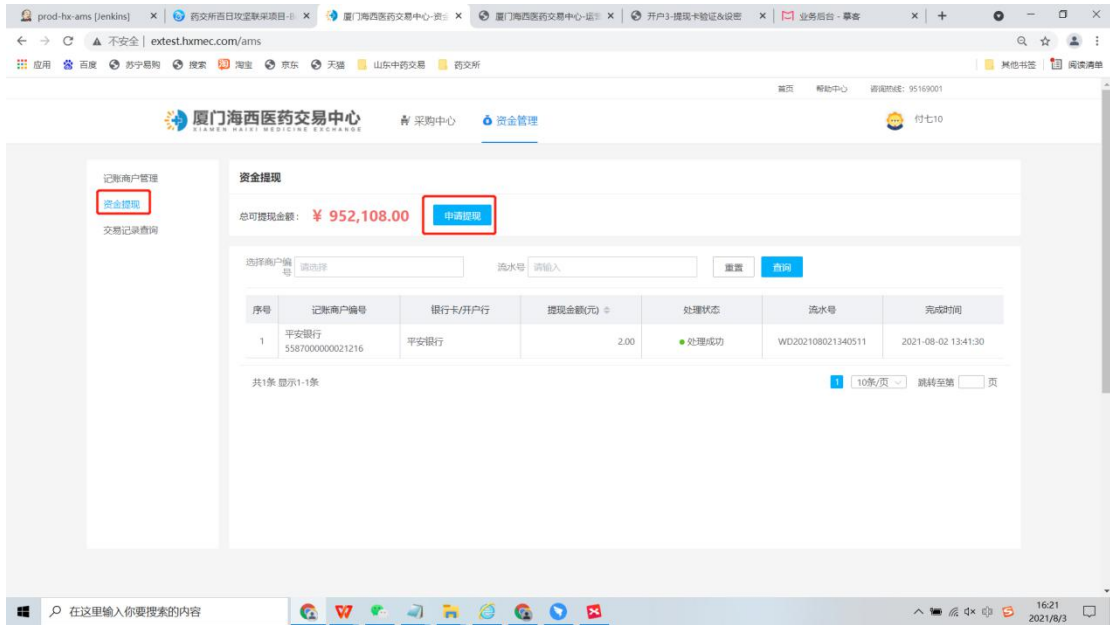 prod-hx-ams [Jenkins]
药交所百日攻坚联采项目-
厦门海西医药交易中心-资
厦门海西医药交易中心-运
开户3-提现卡验证&设密
业务后台 - 摹客
不安全 | extest.hxmec.com/ams
应用 百度 苏宁易购 搜索 淘宝 京东 天猫 山东中药交易 药交所 其他书签 阅读清单
首页 帮助中心 咨询热线: 95169001
厦门海西医药交易中心 采购中心 资金管理 付七10
XIAMEN HAIXI MEDICINE EXCHANGE
记账商户管理
资金提现
交易记录查询
资金提现
总可提现金额: ¥ 952,108.00 申请提现
选择商户编号 请选择 流水号 请输入 重置 查询
序号 记账商户编号 银行卡/开户行 提现金额(元) 处理状态 流水号 完成时间
1 平安银行 5587000000021216 平安银行 2.00 处理成功 WD202108021340511 2021-08-02 13:41:30
共1条 显示1-1条 1 10条/页 跳转至第 页
在这里输入你要搜索的内容
16:21
2021/8/3